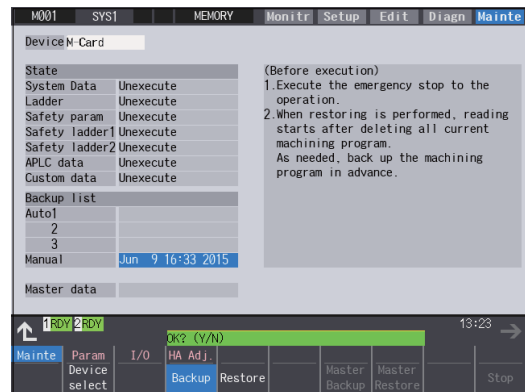 M001 SYS1 MEMORY Monitr Setup Edit Diagn Mainte
Device M-Card
State
System Data Unexecute
Ladder Unexecute
Safety param Unexecute
Safety ladder1 Unexecute
Safety ladder2 Unexecute
APLC data Unexecute
Custom data Unexecute
Backup list
Auto1
2
3
Manual Jun 9 16:33 2015
Master data
(Before execution)
1.Execute the emergency stop to the
operation.
2.When restoring is performed, reading
starts after deleting all current
machining program.
As needed, back up the machining
program in advance.
1RDY 2RDY 13:23
OK? (Y/N)
Mainte Param I/O HA Adj.
Device select Backup Restore Master Backup Master Restore Stop